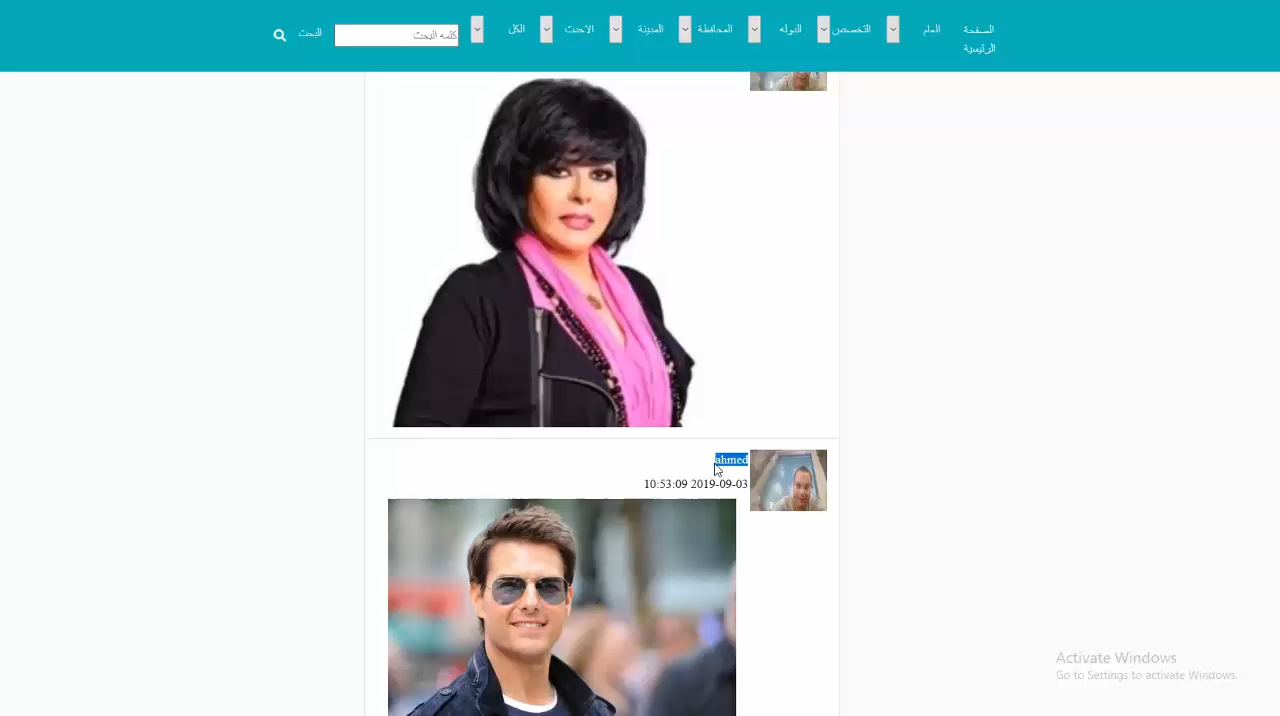 الصفحة
الرئيسية
العام
التخصص
الدوله
المحافظة
المدينة
الاحدث
الكل
كلمه البحث
البحث
ahmed
10:53:09 2019-09-03
Activate Windows
Go to Settings to activate Windows.